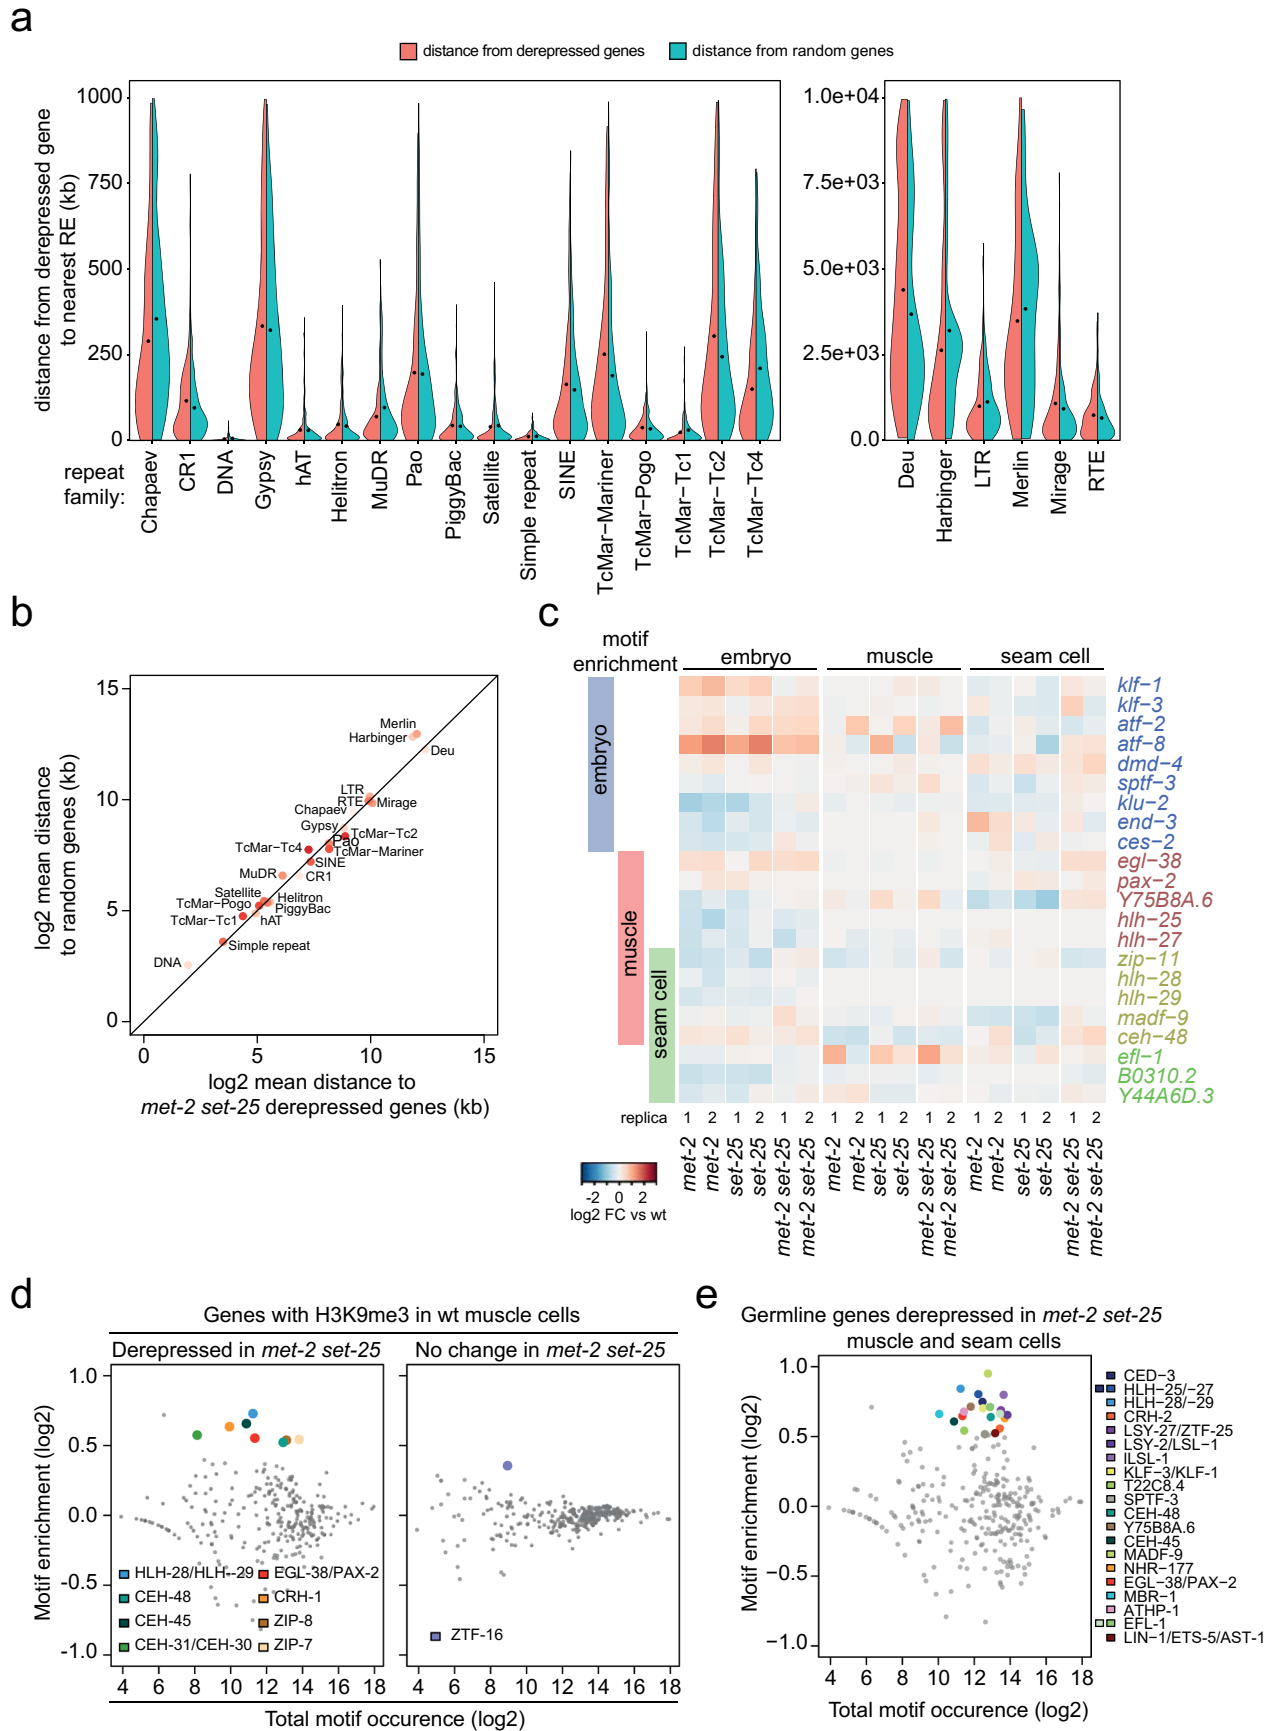 a
distance from derepressed genes
distance from random genes
distance from derepressed gene
to nearest RE (kb)
1000
750
500
250
0
1.0e+04
7.5e+03
5.0e+03
2.5e+03
0.0
repeat
family:
Chapaev
CR1
DNA
Gypsy
hAT
Helitron
MuDR
Pao
PiggyBac
Satellite
Simple repeat
SINE
TcMar−Mariner
TcMar−Pogo
TcMar−Tc1
TcMar−Tc2
TcMar−Tc4
Deu
Harbinger
LTR
Merlin
Mirage
RTE
b
log2 mean distance
to random genes (kb)
15
10
5
0
Merlin
Harbinger
Deu
LTR
RTE
Mirage
Chapaev
Gypsy
TcMar−Tc2
Pao
TcMar−Tc4
TcMar−Mariner
SINE
MuDR
CR1
Satellite
Helitron
TcMar−Pogo
PiggyBac
TcMar−Tc1
hAT
Simple repeat
DNA
0 5 10 15
log2 mean distance to
met-2 set-25 derepressed genes (kb)
c
motif
enrichment
embryo muscle seam cell
embryo
muscle
seam cell
klf−1
klf−3
atf−2
atf−8
dmd−4
sptf−3
klu−2
end−3
ces−2
egl−38
pax−2
Y75B8A.6
hlh−25
hlh−27
zip−11
hlh−28
hlh−29
madf−9
ceh−48
efl−1
B0310.2
Y44A6D.3
replica 1 2 1 2 1 2 1 2 1 2 1 2 1 2 1 2 1 2
met-2
met-2
set-25
set-25
met-2 set-25
met-2 set-25
met-2
met-2
set-25
set-25
met-2 set-25
met-2 set-25
met-2
met-2
set-25
set-25
met-2 set-25
met-2 set-25
-2 0 2
log2 FC vs wt
d
Genes with H3K9me3 in wt muscle cells
Derepressed in met-2 set-25
No change in met-2 set-25
Motif enrichment (log2)
1.0
0.5
0.0
-0.5
-1.0
HLH-28/HLH--29
CEH-48
CEH-45
CEH-31/CEH-30
EGL-38/PAX-2
CRH-1
ZIP-8
ZIP-7
ZTF-16
4 6 8 10 12 14 16 18
4 6 8 10 12 14 16 18
Total motif occurence (log2)
e
Germline genes derepressed in met-2 set-25
muscle and seam cells
Motif enrichment (log2)
1.0
0.5
0.0
−0.5
−1.0
4 6 8 10 12 14 16 18
Total motif occurence (log2)
CED−3
HLH−25/−27
HLH−28/−29
CRH−2
LSY−27/ZTF−25
LSY−2/LSL−1
ILSL−1
KLF−3/KLF−1
T22C8.4
SPTF−3
CEH−48
Y75B8A.6
CEH−45
MADF−9
NHR−177
EGL−38/PAX−2
MBR−1
ATHP−1
EFL−1
LIN−1/ETS−5/AST−1